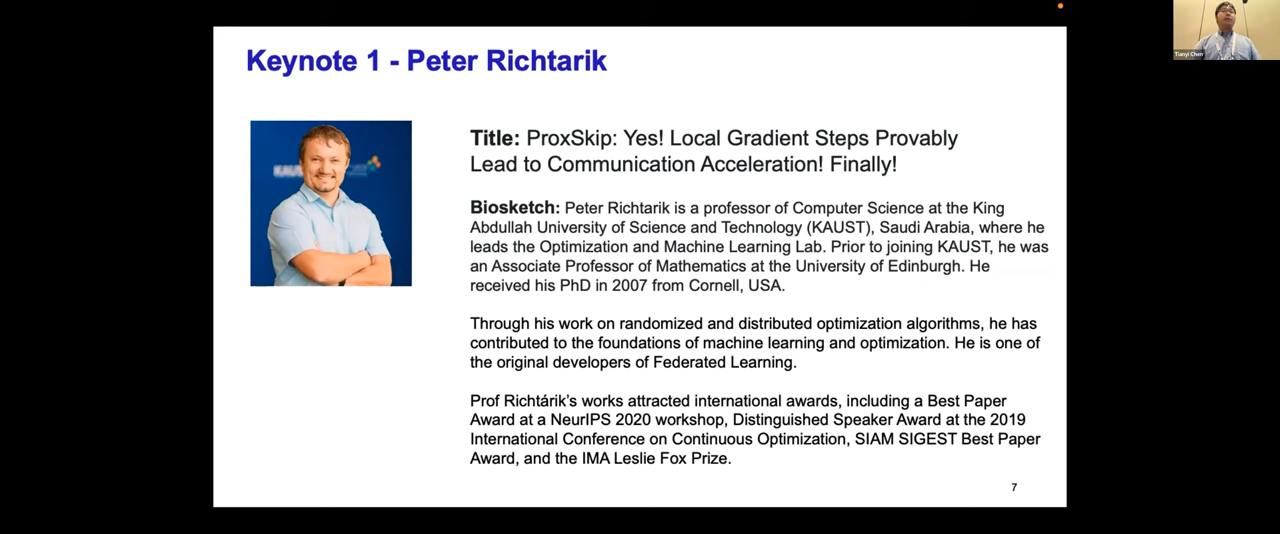 Keynote 1 - Peter Richtarik
Title: ProxSkip: Yes! Local Gradient Steps Provably
Lead to Communication Acceleration! Finally!
Biosketch: Peter Richtarik is a professor of Computer Science at the King
Abdullah University of Science and Technology (KAUST), Saudi Arabia, where he
leads the Optimization and Machine Learning Lab. Prior to joining KAUST, he was
an Associate Professor of Mathematics at the University of Edinburgh. He
received his PhD in 2007 from Cornell, USA.
Through his work on randomized and distributed optimization algorithms, he has
contributed to the foundations of machine learning and optimization. He is one of
the original developers of Federated Learning.
Prof Richtárik's works attracted international awards, including a Best Paper
Award at a NeurIPS 2020 workshop, Distinguished Speaker Award at the 2019
International Conference on Continuous Optimization, SIAM SIGEST Best Paper
Award, and the IMA Leslie Fox Prize.
7
Tianyi Chen